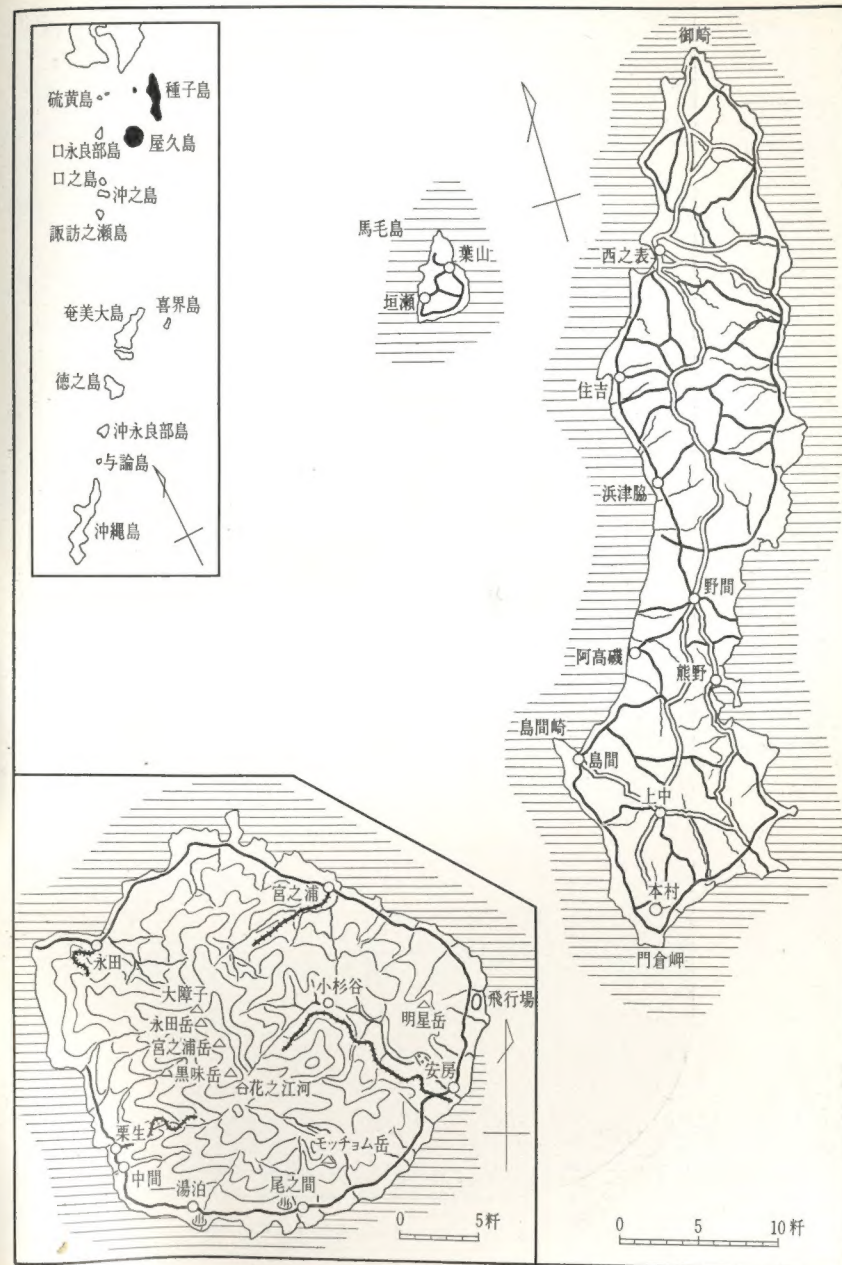 硫黄島
種子島
口永良部島
屋久島
口之島
沖之島
諏訪之瀬島
奄美大島
喜界島
徳之島
沖永良部島
与論島
沖縄島
馬毛島
葉山
垣瀬
御崎
西之表
住吉
浜津脇
野間
阿高磯
熊野
島間崎
島間
上中
本村
門倉岬
0 5 10粁
宮之浦
永田
大障子
小杉谷
飛行場
永田岳
明星岳
宮之浦岳
安房
黒味岳
花之江河
栗生
モッチョム岳
中間
湯泊
尾之間
0 5粁